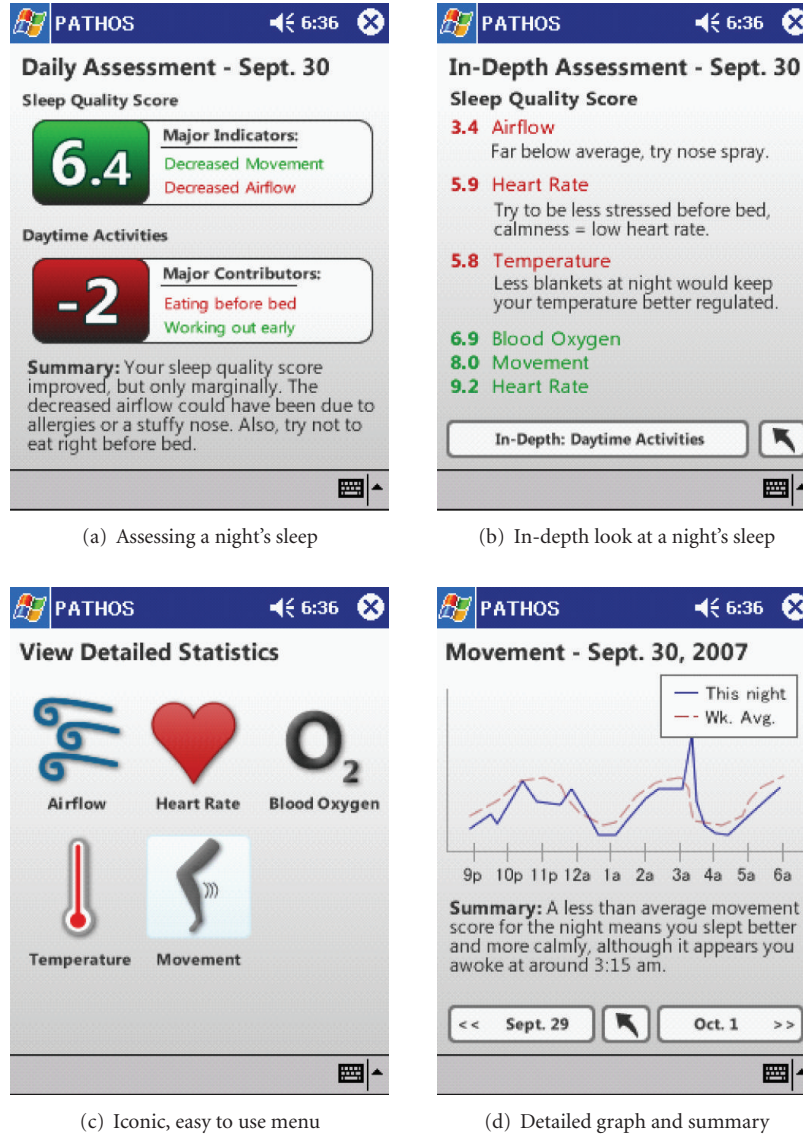 PATHOS 6:36
Daily Assessment - Sept. 30
Sleep Quality Score
6.4
Major Indicators:
Decreased Movement
Decreased Airflow
Daytime Activities
-2
Major Contributors:
Eating before bed
Working out early
Summary: Your sleep quality score
improved, but only marginally. The
decreased airflow could have been due to
allergies or a stuffy nose. Also, try not to
eat right before bed.
(a) Assessing a night's sleep
PATHOS 6:36
In-Depth Assessment - Sept. 30
Sleep Quality Score
3.4 Airflow
Far below average, try nose spray.
5.9 Heart Rate
Try to be less stressed before bed,
calmness = low heart rate.
5.8 Temperature
Less blankets at night would keep
your temperature better regulated.
6.9 Blood Oxygen
8.0 Movement
9.2 Heart Rate
In-Depth: Daytime Activities
(b) In-depth look at a night's sleep
PATHOS 6:36
View Detailed Statistics
Airflow
Heart Rate
O2
Blood Oxygen
Temperature
Movement
(c) Iconic, easy to use menu
PATHOS 6:36
Movement - Sept. 30, 2007
This night
Wk. Avg.
9p 10p 11p 12a 1a 2a 3a 4a 5a 6a
Summary: A less than average movement
score for the night means you slept better
and more calmly, although it appears you
awoke at around 3:15 am.
<< Sept. 29
Oct. 1 >>
(d) Detailed graph and summary